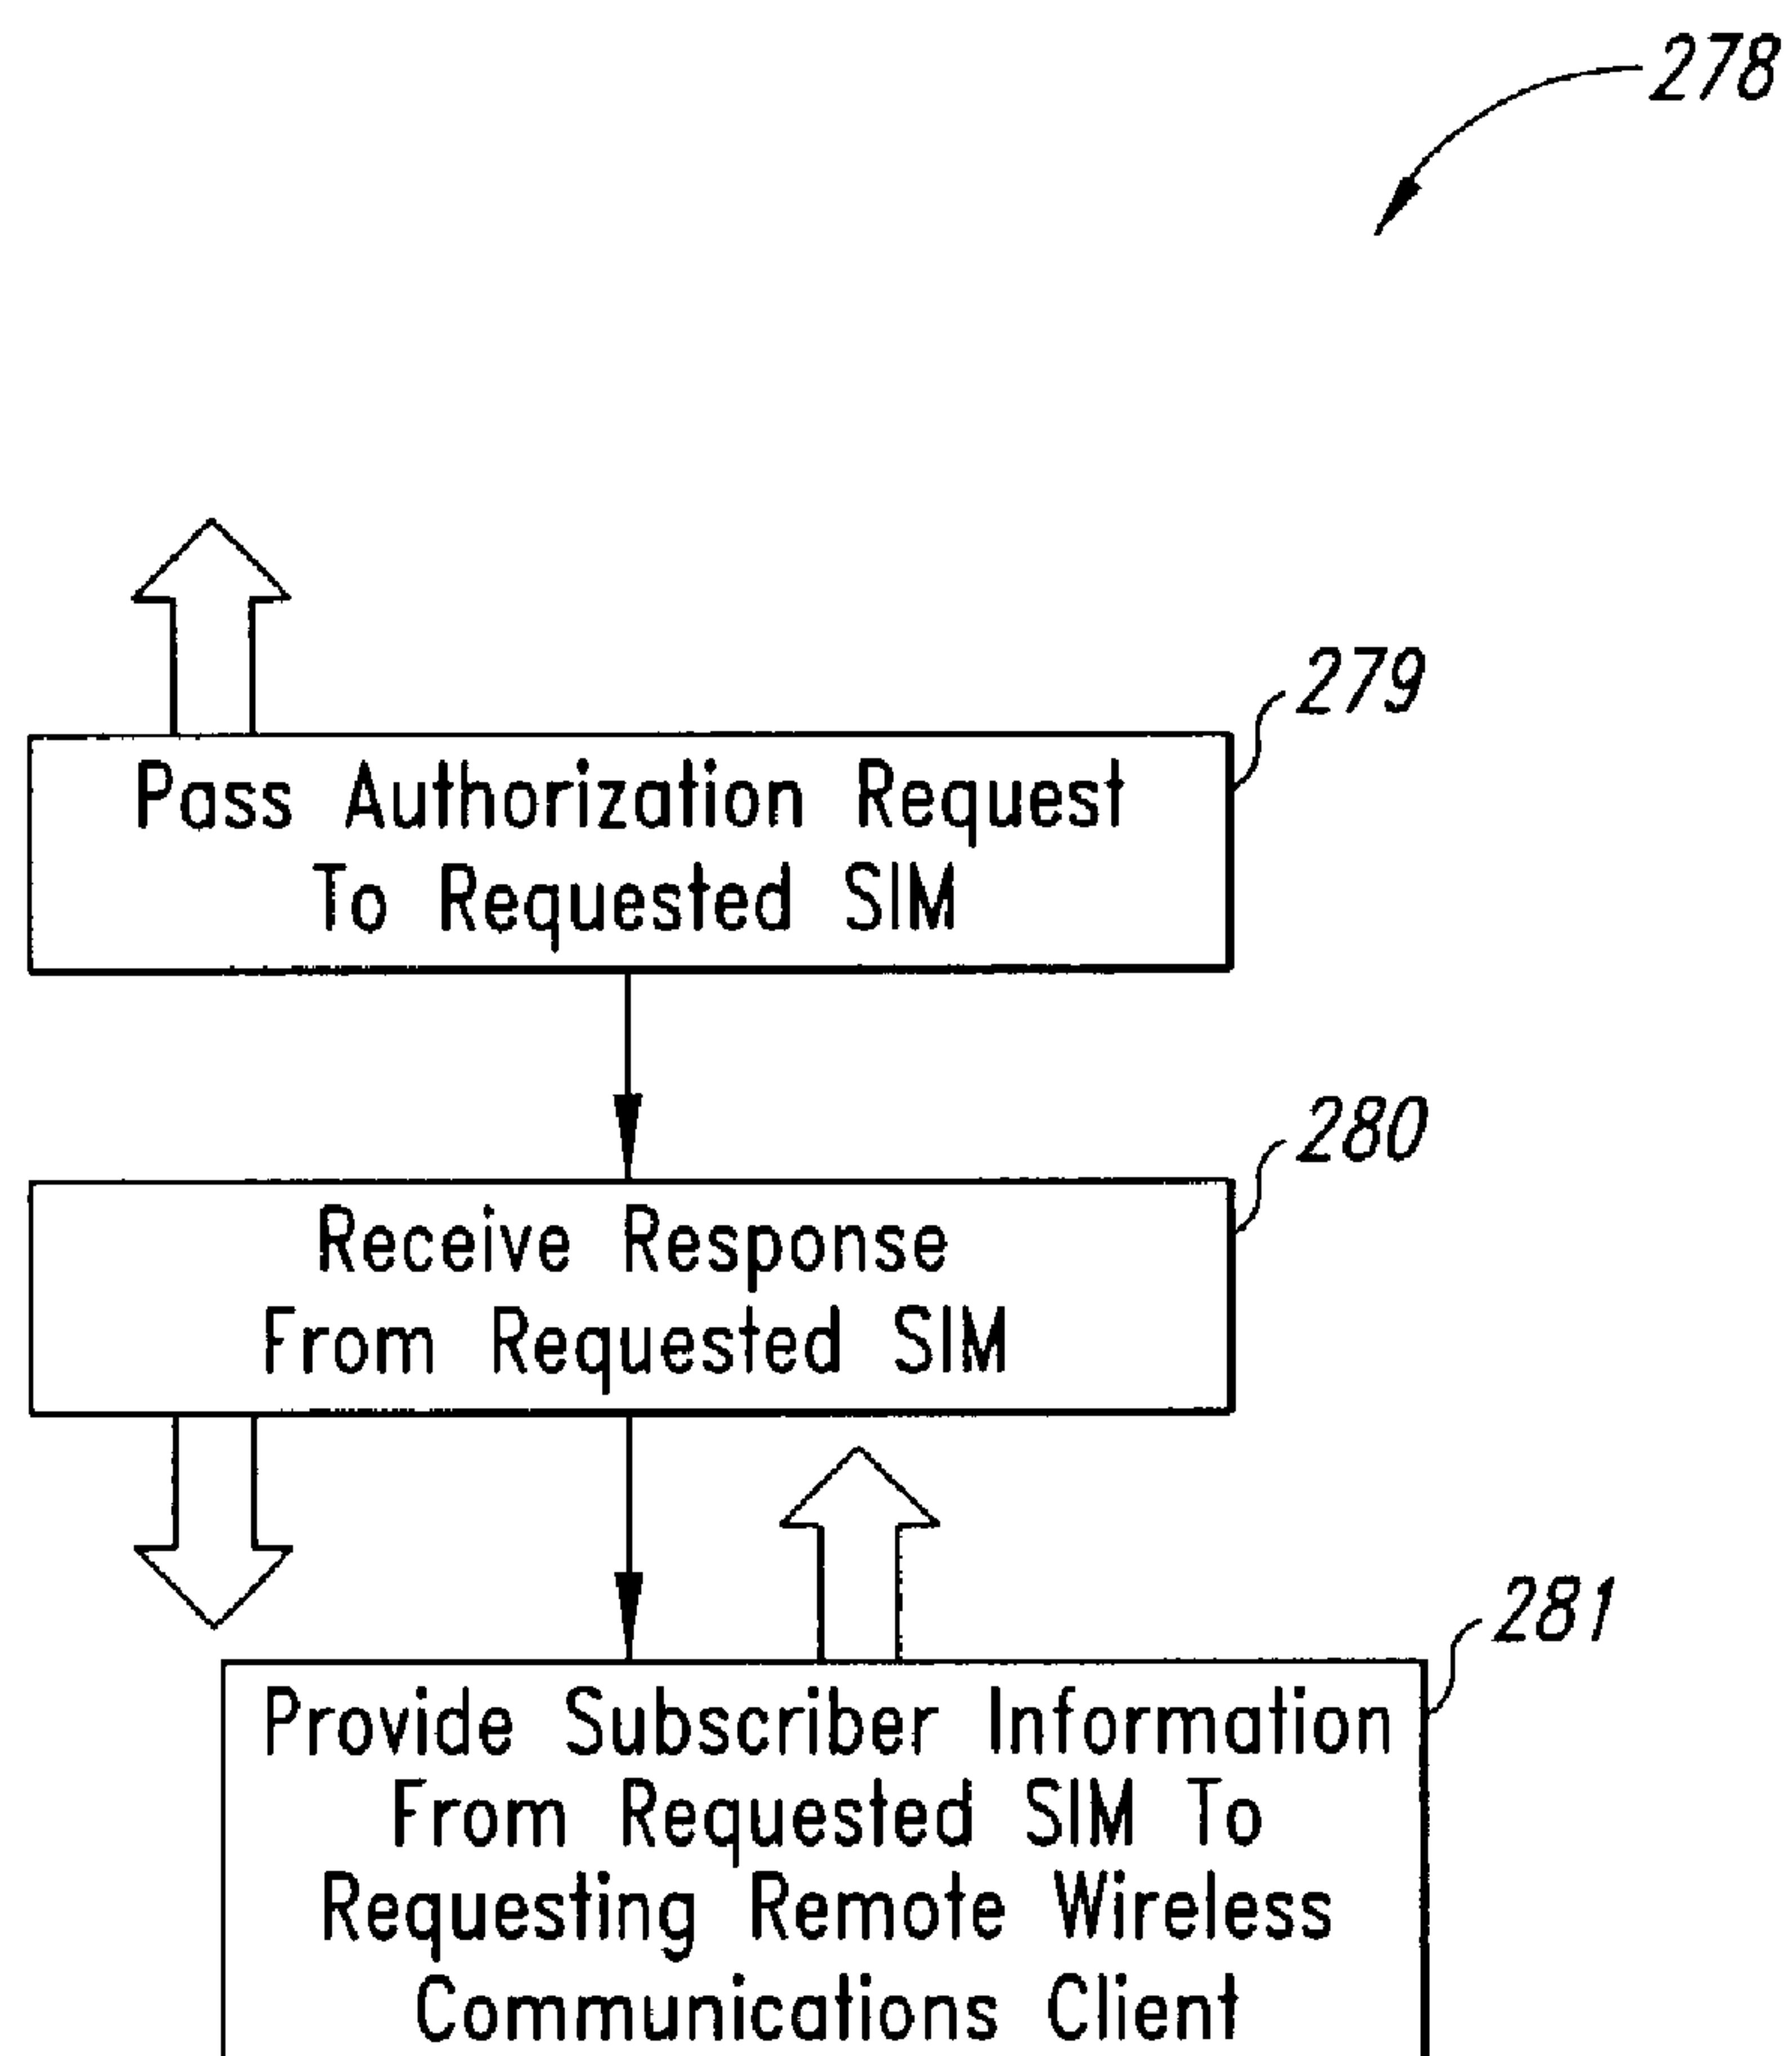 278
279
Pass Authorization Request
To Requested SIM
280
Receive Response
From Requested SIM
281
Provide Subscriber Information
From Requested SIM To
Requesting Remote Wireless
Communications Client